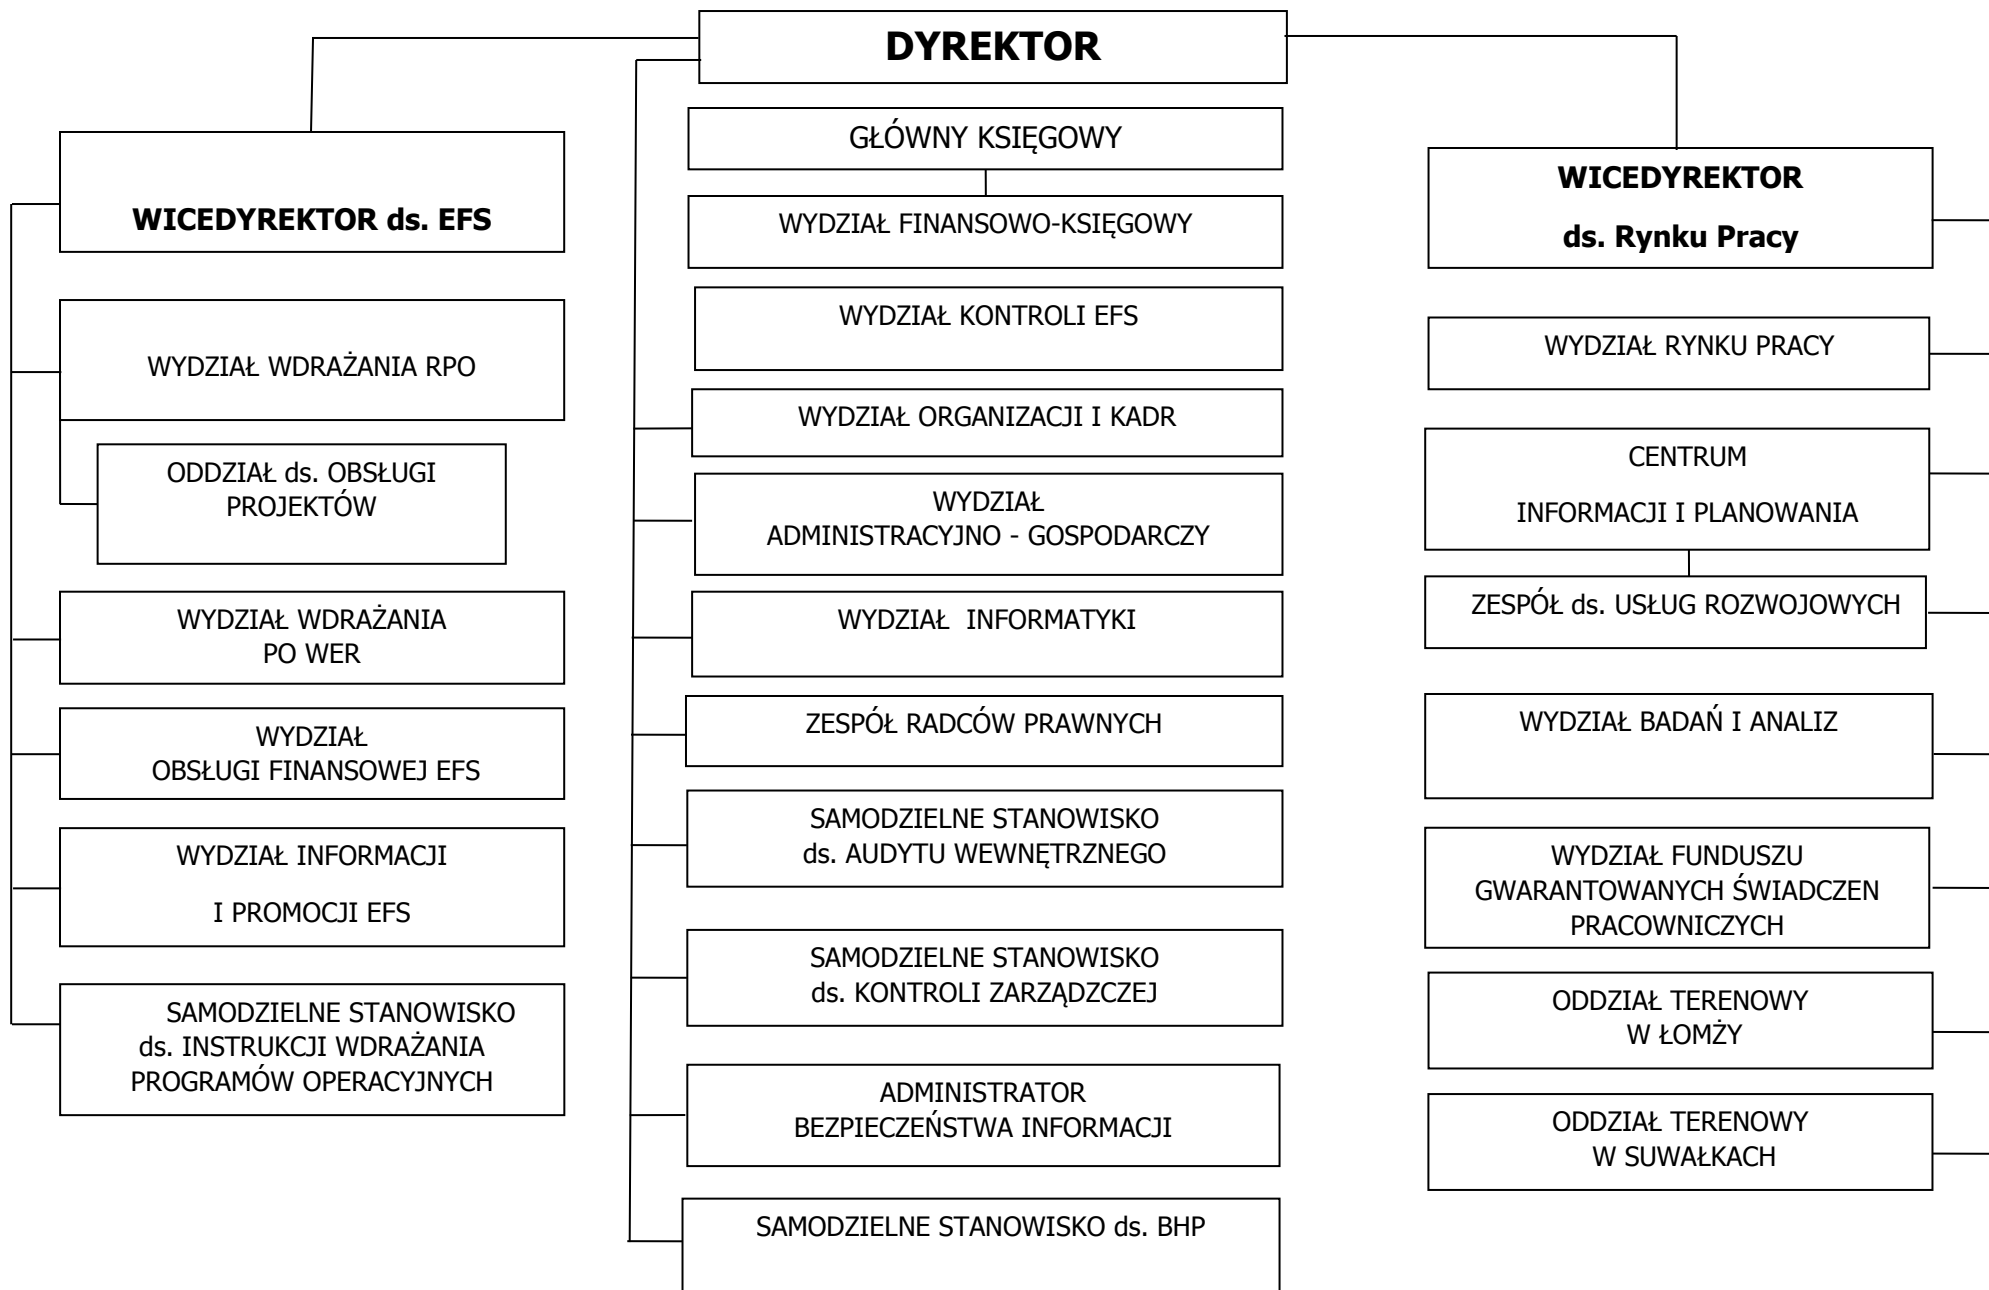 DYREKTOR
WICEDYREKTOR ds. EFS
WYDZIAŁ WDRAŻANIA RPO
ODDZIAŁ ds. OBSŁUGI
PROJEKTÓW
WYDZIAŁ WDRAŻANIA
PO WER
WYDZIAŁ
OBSŁUGI FINANSOWEJ EFS
WYDZIAŁ INFORMACJI
I PROMOCJI EFS
SAMODZIELNE STANOWISKO
ds. INSTRUKCJI WDRAŻANIA
PROGRAMÓW OPERACYJNYCH
GŁÓWNY KSIĘGOWY
WYDZIAŁ FINANSOWO-KSIĘGOWY
WYDZIAŁ KONTROLI EFS
WYDZIAŁ ORGANIZACJI I KADR
WYDZIAŁ
ADMINISTRACYJNO - GOSPODARCZY
WYDZIAŁ  INFORMATYKI
ZESPÓŁ RADCÓW PRAWNYCH
SAMODZIELNE STANOWISKO
ds. AUDYTU WEWNĘTRZNEGO
SAMODZIELNE STANOWISKO
ds. KONTROLI ZARZĄDZCZEJ
ADMINISTRATOR
BEZPIECZEŃSTWA INFORMACJI
SAMODZIELNE STANOWISKO ds. BHP
WICEDYREKTOR
ds. Rynku Pracy
WYDZIAŁ RYNKU PRACY
CENTRUM
INFORMACJI I PLANOWANIA
ZESPÓŁ ds. USŁUG ROZWOJOWYCH
WYDZIAŁ BADAŃ I ANALIZ
WYDZIAŁ FUNDUSZU
GWARANTOWANYCH ŚWIADCZEN
PRACOWNICZYCH
ODDZIAŁ TERENOWY
W ŁOMŻY
ODDZIAŁ TERENOWY
W SUWAŁKACH